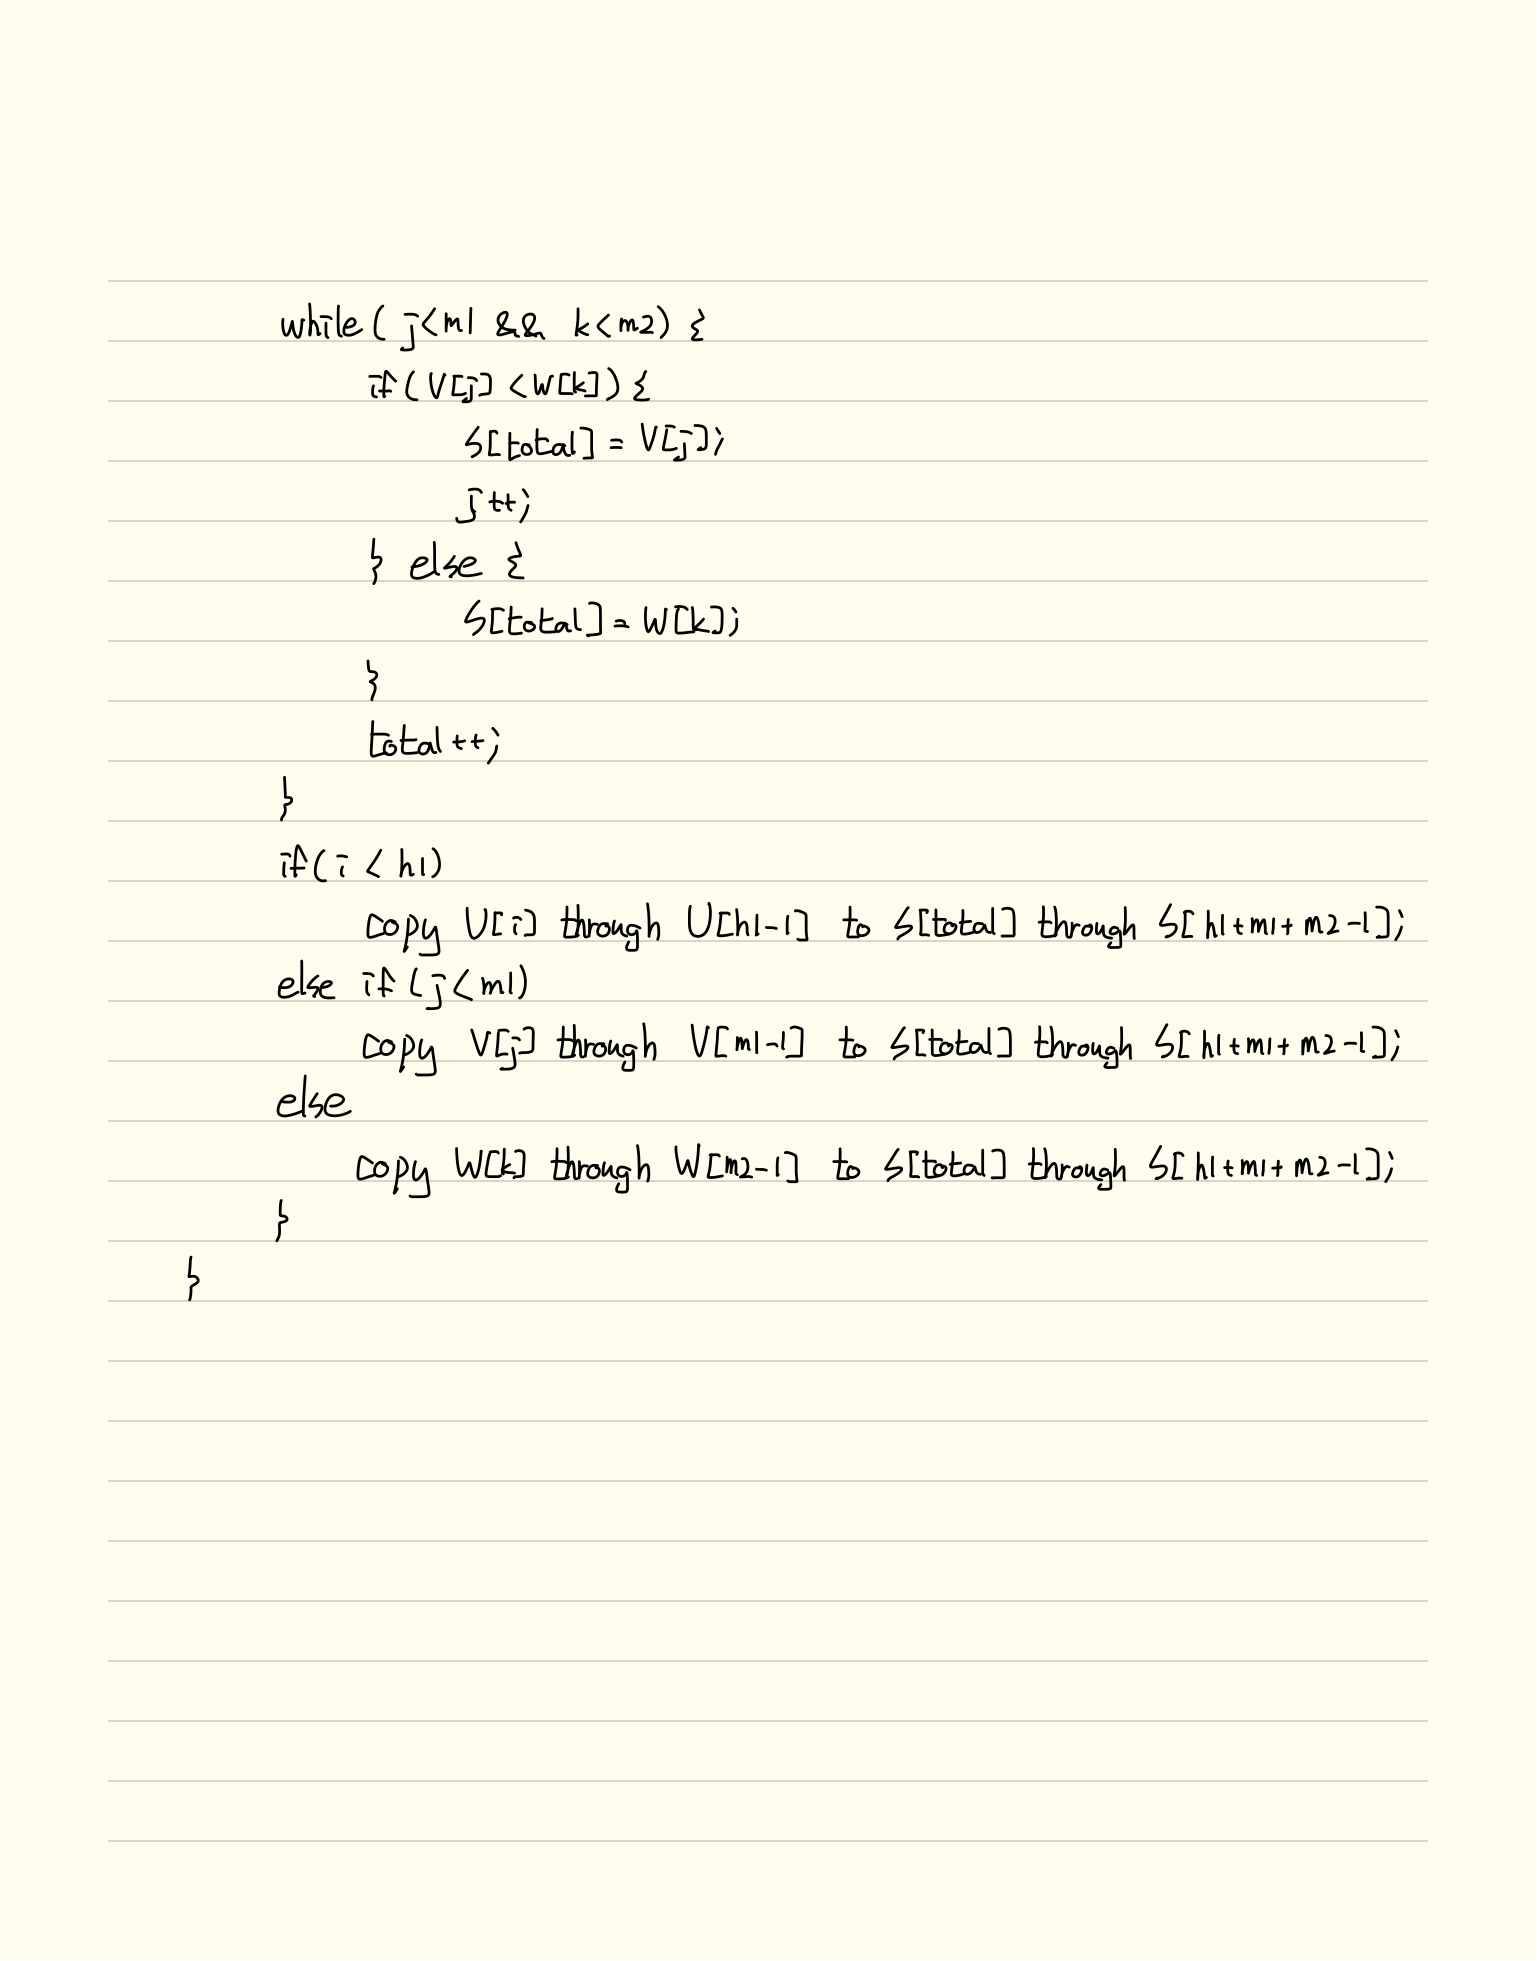 while(j<m1 && k<m2) {
if(V[j] <W[k]){
S[total] = V[j];
j++;
} else {
S[total] = W[k];
}
total++;
}
if(i < h1)
copy U[i] through U[h1-1] to S[total] through S[h1+m1+m2-1];
else if(j<m1)
copy V[j] through V[m1-1] to S[total] through S[h1+m1+m2-1];
else
copy W[k] through W[m2-1] to S[total] through S[h1+m1+m2-1];
}
}